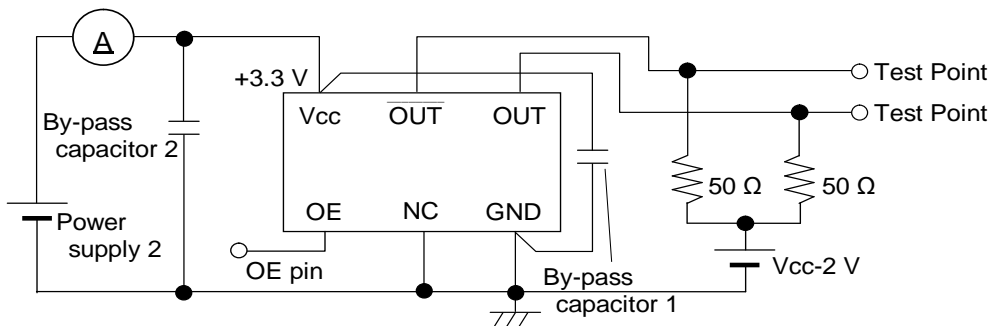 A
+3.3 V
Test Point
Vcc
OUT
OUT
Test Point
By-pass
capacitor 2
50 Ω
50 Ω
OE
NC
GND
Power
supply 2
OE pin
By-pass
capacitor 1
Vcc-2 V